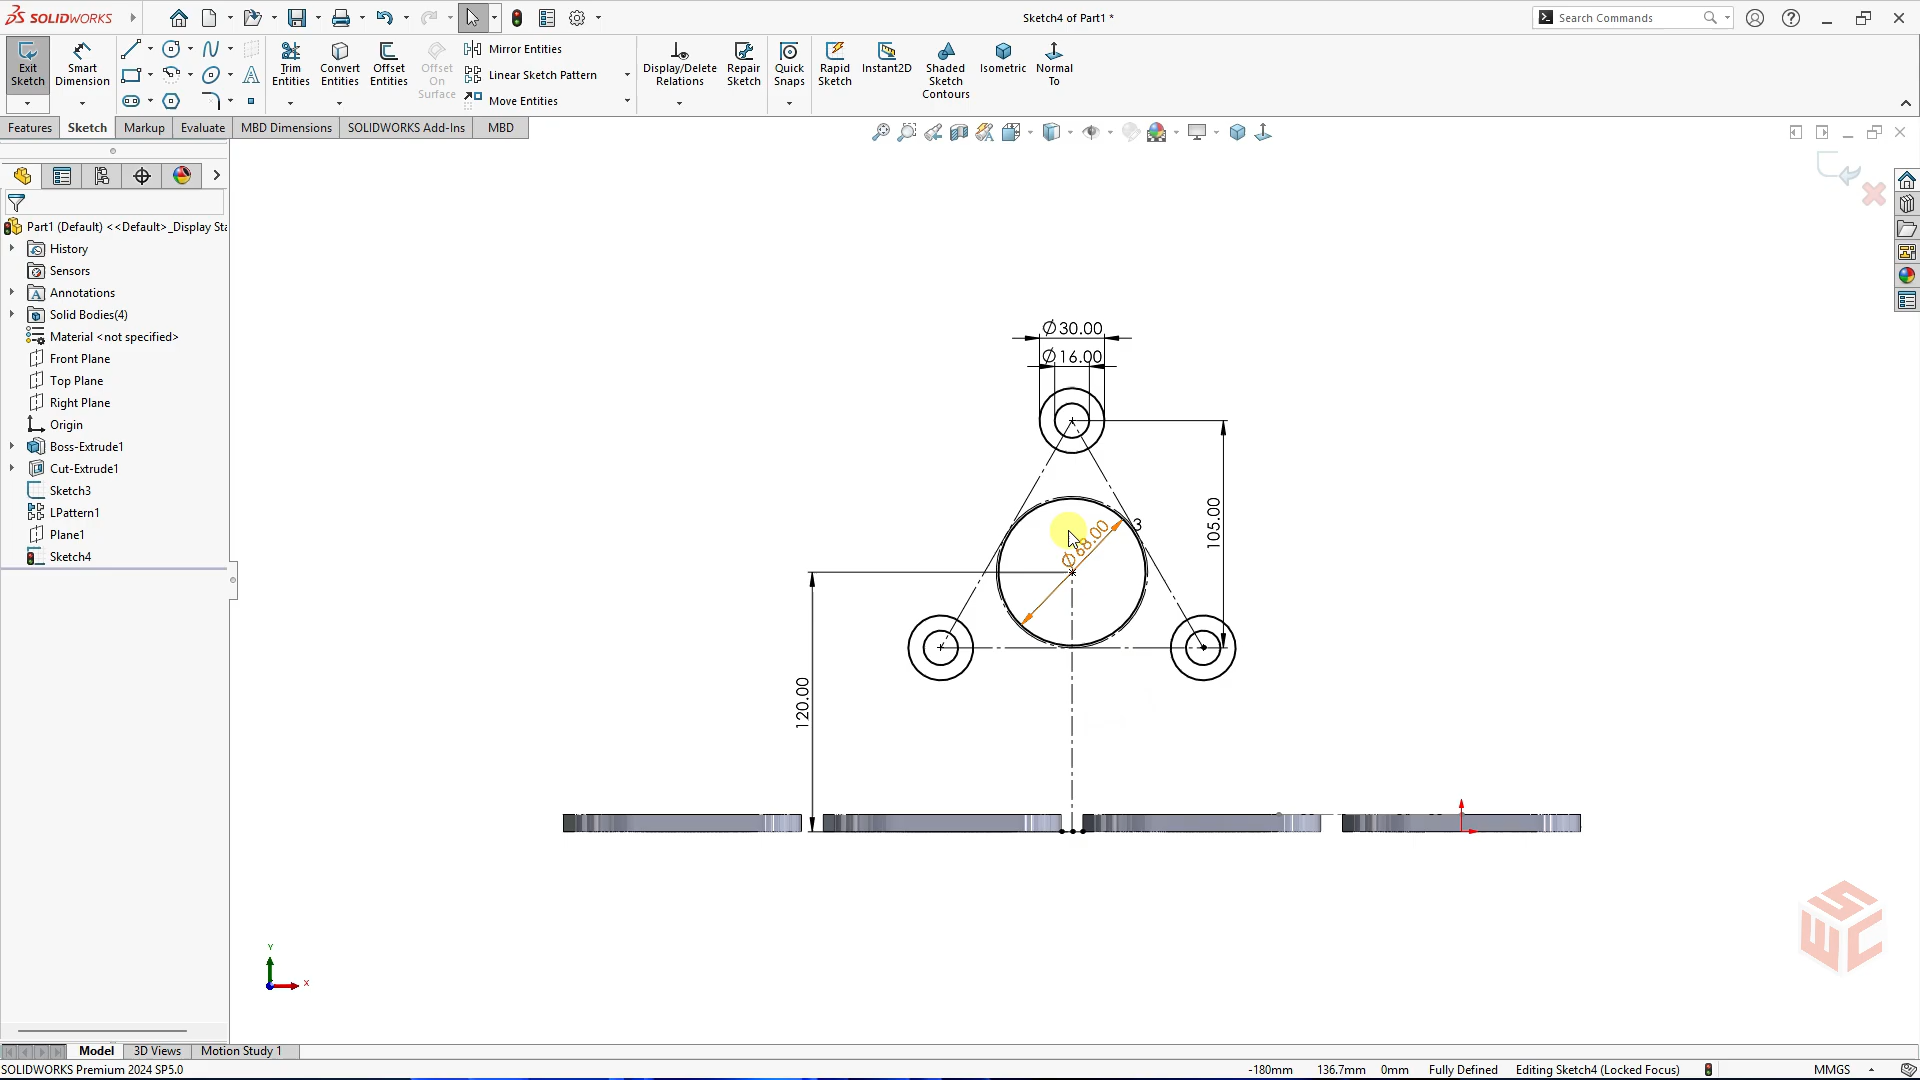 SOLIDWORKS
Sketch4 of Part1 *
Search Commands
Exit Sketch
Smart Dimension
Trim Entities
Convert Entities
Offset Entities
Offset On Surface
Mirror Entities
Linear Sketch Pattern
Move Entities
Display/Delete Relations
Repair Sketch
Quick Snaps
Rapid Sketch
Instant2D
Shaded Sketch Contours
Isometric
Normal To
Features
Sketch
Markup
Evaluate
MBD Dimensions
SOLIDWORKS Add-Ins
MBD
Part1 (Default) <<Default>_Display Sta
History
Sensors
Annotations
Solid Bodies(4)
Material <not specified>
Front Plane
Top Plane
Right Plane
Origin
Boss-Extrude1
Cut-Extrude1
Sketch3
LPattern1
Plane1
Sketch4
Ø30.00
Ø16.00
Ø68.00
3
105.00
120.00
Y
X
SWC
Model
3D Views
Motion Study 1
SOLIDWORKS Premium 2024 SP5.0
-180mm
136.7mm
0mm
Fully Defined
Editing Sketch4 (Locked Focus)
MMGS